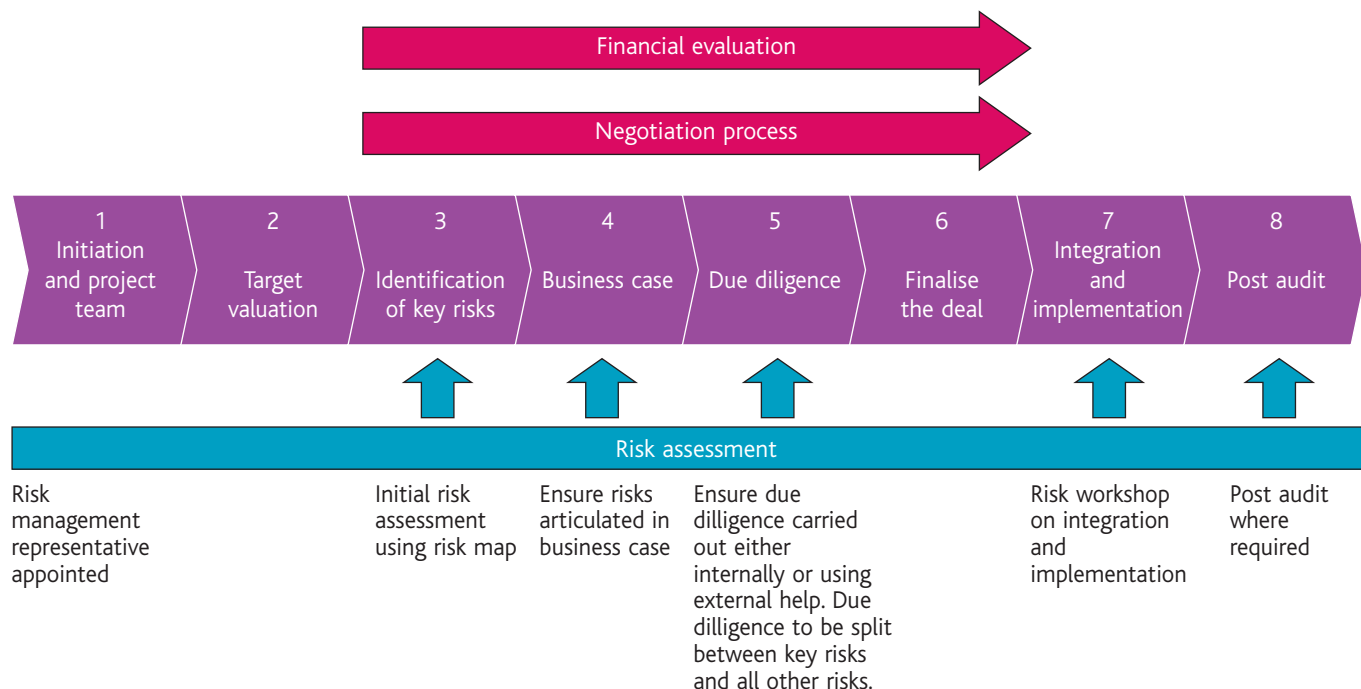 Financial evaluation
Negotiation process
1
Initiation
and project
team
2
Target
valuation
3
Identification
of key risks
4
Business case
5
Due diligence
6
Finalise
the deal
7
Integration
and
implementation
8
Post audit
Risk assessment
Risk
management
representative
appointed
Initial risk
assessment
using risk map
Ensure risks
articulated in
business case
Ensure due
dilligence carried
out either
internally or using
external help. Due
dilligence to be split
between key risks
and all other risks.
Risk workshop
on integration
and
implementation
Post audit
where
required